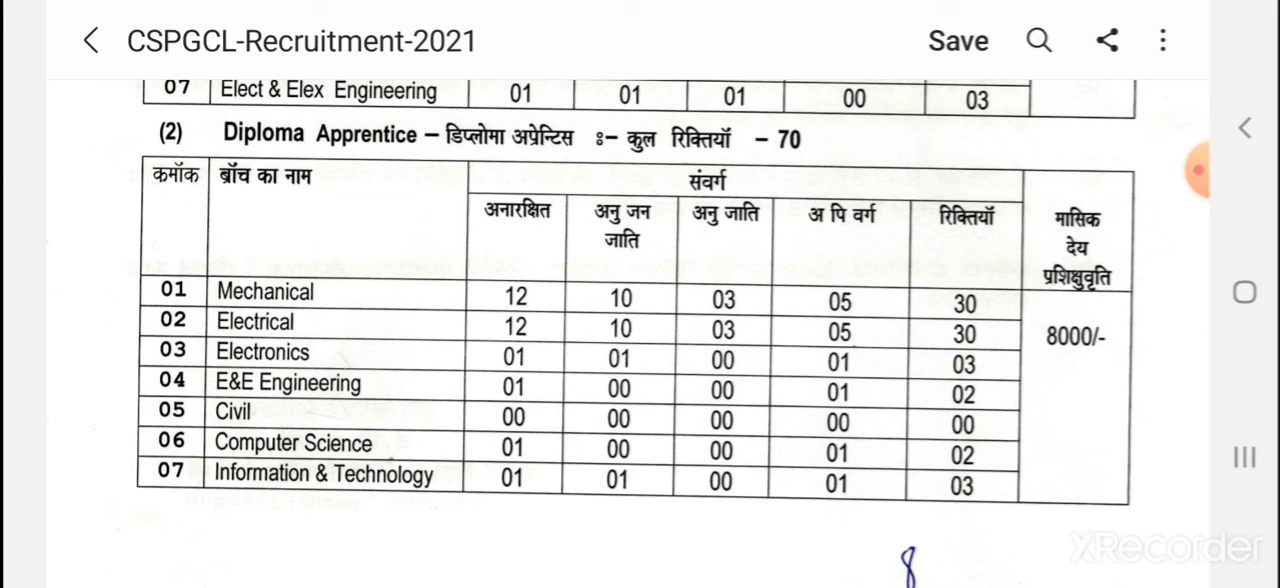 CSPGCL-Recruitment-2021 Save
07 Elect & Elex Engineering 01 01 01 00 03
(2) Diploma Apprentice – डिप्लोमा अप्रेन्टिस :- कुल रिक्तियॉ – 70
कमॉक ब्रॉच का नाम संवर्ग मासिक देय प्रशिक्षुवृति
अनारक्षित अनु जन जाति अनु जाति अ पि वर्ग रिक्तियॉ
01 Mechanical 12 10 03 05 30
02 Electrical 12 10 03 05 30 8000/-
03 Electronics 01 01 00 01 03
04 E&E Engineering 01 00 00 01 02
05 Civil 00 00 00 00 00
06 Computer Science 01 00 00 01 02
07 Information & Technology 01 01 00 01 03
XRecorder